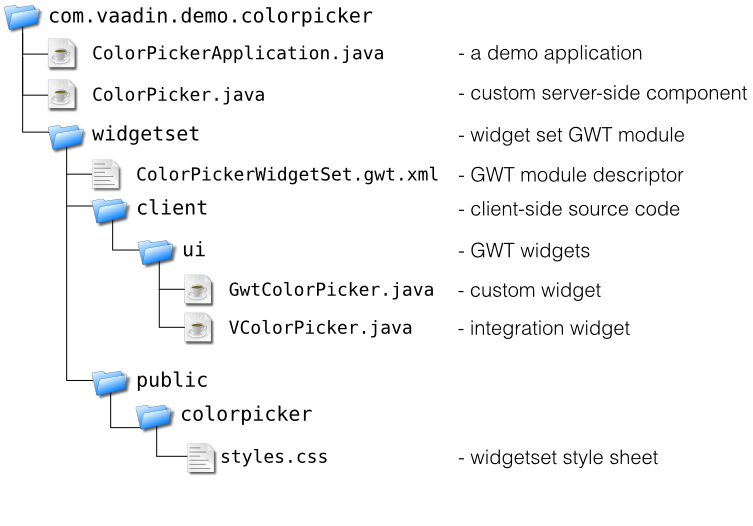 com.vaadin.demo.colorpicker
ColorPickerApplication.java - a demo application
ColorPicker.java - custom server-side component
widgetset - widget set GWT module
ColorPickerWidgetSet.gwt.xml - GWT module descriptor
client - client-side source code
ui - GWT widgets
GwtColorPicker.java - custom widget
VColorPicker.java - integration widget
public
colorpicker
styles.css - widgetset style sheet